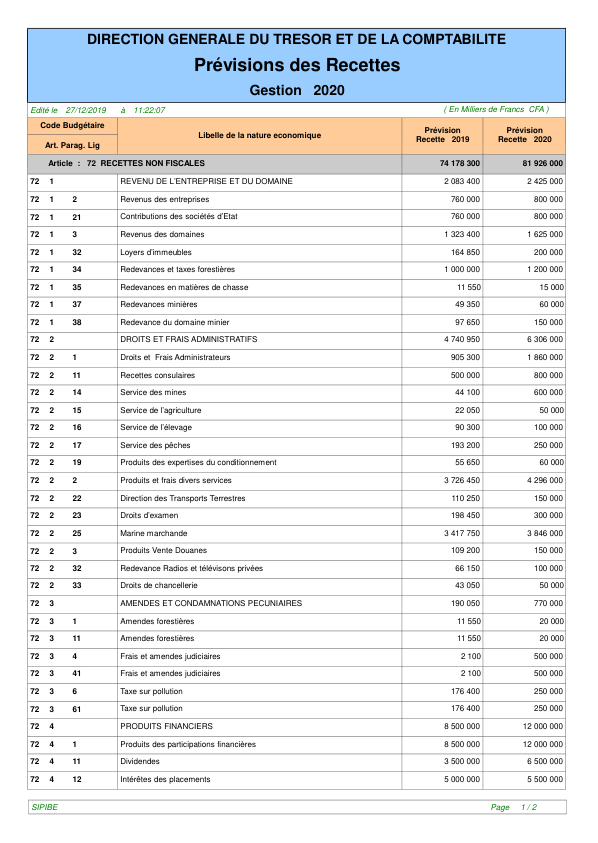 DIRECTION GENERALE DU TRESOR ET DE LA COMPTABILITE
Prévisions des Recettes
Gestion 2020
Edité le 27/12/2019 à 11:22:07 ( En Milliers de Francs CFA )
Code Budgétaire
Art. Parag. Lig
Libelle de la nature economique
Prévision Recette 2019
Prévision Recette 2020
Article : 72 RECETTES NON FISCALES 74 178 300 81 926 000
72 1 REVENU DE L'ENTREPRISE ET DU DOMAINE 2 083 400 2 425 000
72 1 2 Revenus des entreprises 760 000 800 000
72 1 21 Contributions des sociétés d'Etat 760 000 800 000
72 1 3 Revenus des domaines 1 323 400 1 625 000
72 1 32 Loyers d'immeubles 164 850 200 000
72 1 34 Redevances et taxes forestières 1 000 000 1 200 000
72 1 35 Redevances en matières de chasse 11 550 15 000
72 1 37 Redevances minières 49 350 60 000
72 1 38 Redevance du domaine minier 97 650 150 000
72 2 DROITS ET FRAIS ADMINISTRATIFS 4 740 950 6 306 000
72 2 1 Droits et Frais Administrateurs 905 300 1 860 000
72 2 11 Recettes consulaires 500 000 800 000
72 2 14 Service des mines 44 100 600 000
72 2 15 Service de l'agriculture 22 050 50 000
72 2 16 Service de l'élevage 90 300 100 000
72 2 17 Service des pêches 193 200 250 000
72 2 19 Produits des expertises du conditionnement 55 650 60 000
72 2 2 Produits et frais divers services 3 726 450 4 296 000
72 2 22 Direction des Transports Terrestres 110 250 150 000
72 2 23 Droits d'examen 198 450 300 000
72 2 25 Marine marchande 3 417 750 3 846 000
72 2 3 Produits Vente Douanes 109 200 150 000
72 2 32 Redevance Radios et télévisons privées 66 150 100 000
72 2 33 Droits de chancellerie 43 050 50 000
72 3 AMENDES ET CONDAMNATIONS PECUNIAIRES 190 050 770 000
72 3 1 Amendes forestières 11 550 20 000
72 3 11 Amendes forestières 11 550 20 000
72 3 4 Frais et amendes judiciaires 2 100 500 000
72 3 41 Frais et amendes judiciaires 2 100 500 000
72 3 6 Taxe sur pollution 176 400 250 000
72 3 61 Taxe sur pollution 176 400 250 000
72 4 PRODUITS FINANCIERS 8 500 000 12 000 000
72 4 1 Produits des participations financières 8 500 000 12 000 000
72 4 11 Dividendes 3 500 000 6 500 000
72 4 12 Intérêtes des placements 5 000 000 5 500 000
SIPIBE Page 1 / 2